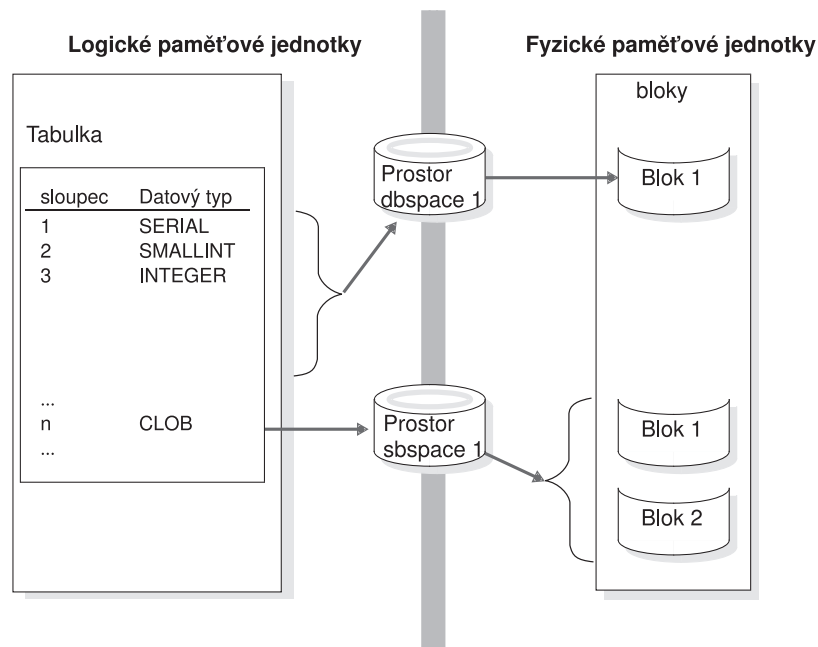 Logické paměťové jednotky
Fyzické paměťové jednotky
Tabulka
sloupec Datový typ
1 SERIAL
2 SMALLINT
3 INTEGER
...
n CLOB
...
Prostor
dbspace 1
Prostor
sbspace 1
bloky
Blok 1
Blok 1
Blok 2